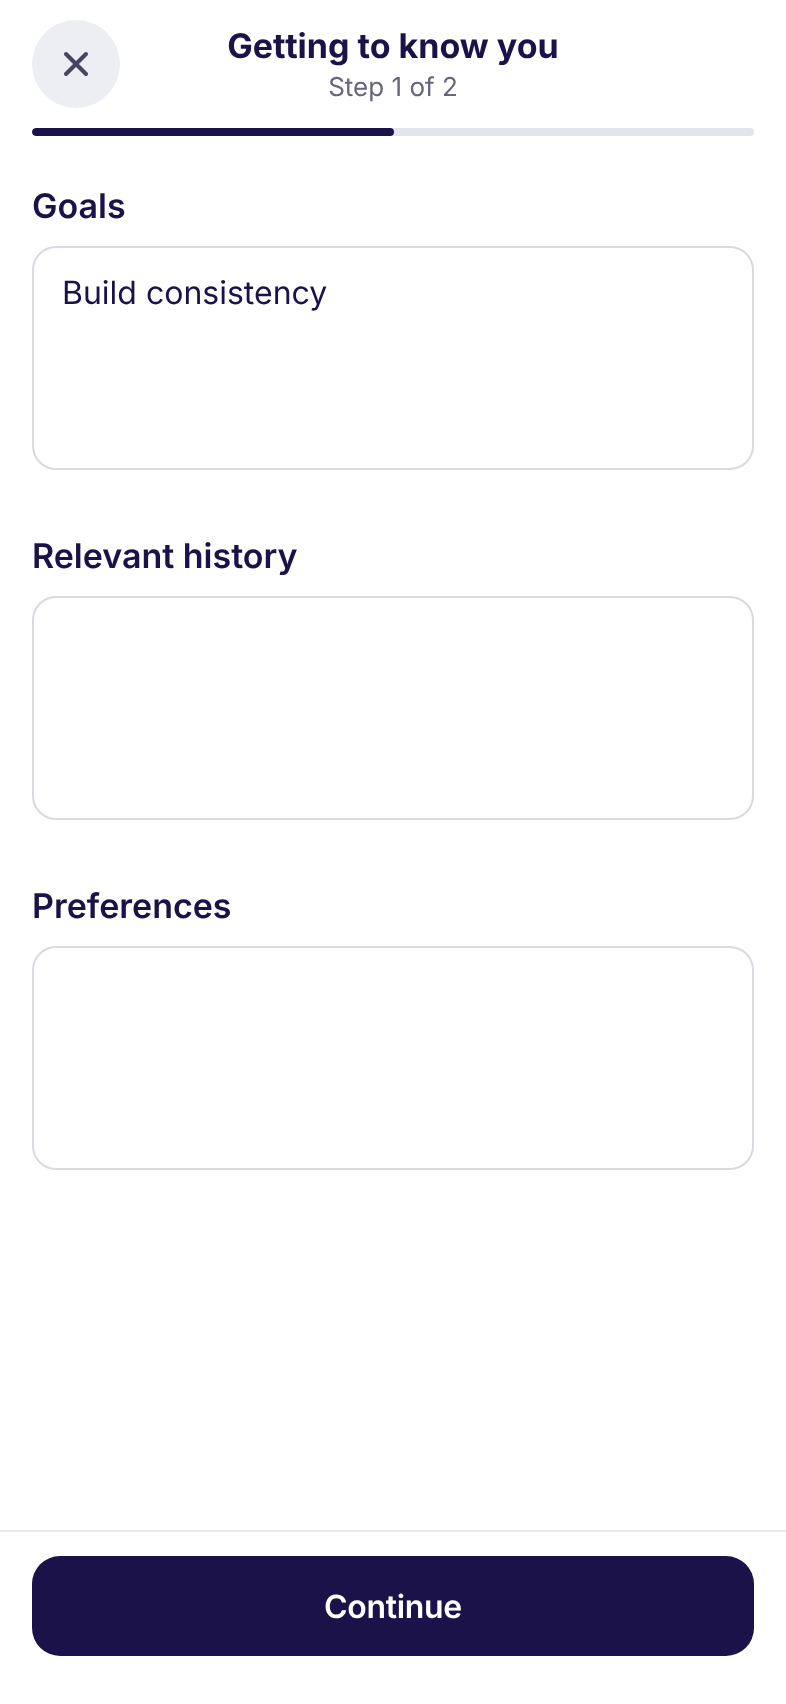 Getting to know you
Step 1 of 2
Goals
Build consistency
Relevant history
Preferences
Continue